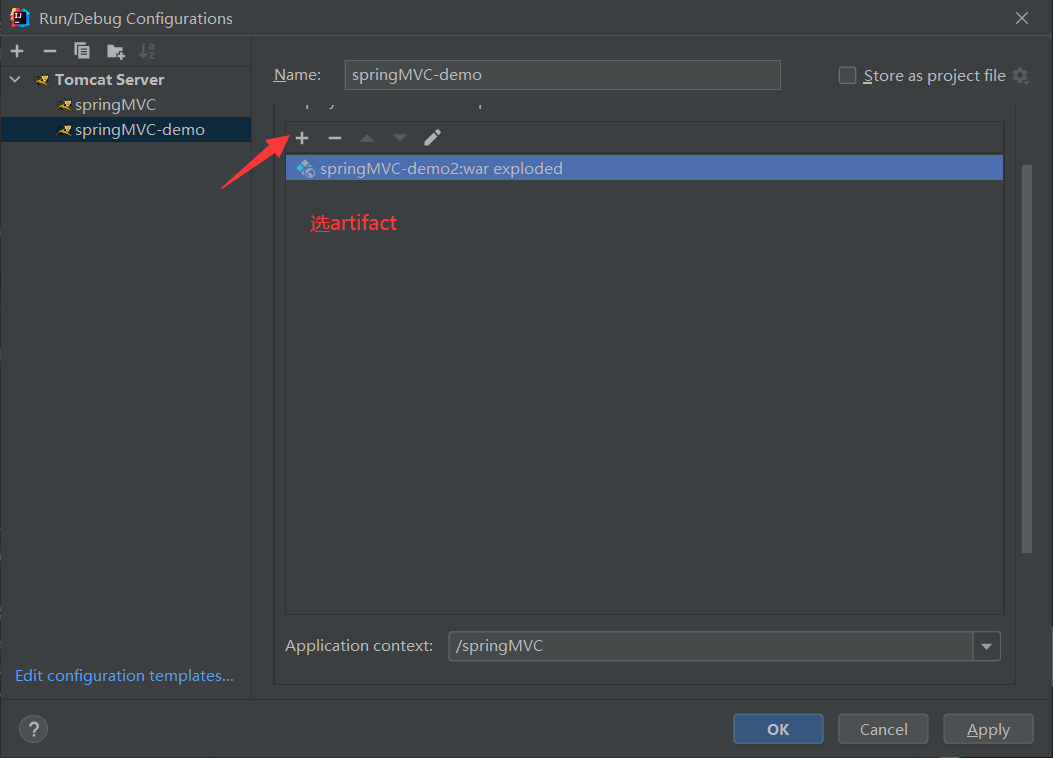 Run/Debug Configurations
Tomcat Server
springMVC
springMVC-demo
Name:
springMVC-demo
Store as project file
springMVC-demo2:war exploded
选artifact
Application context:
/springMVC
Edit configuration templates...
?
OK
Cancel
Apply